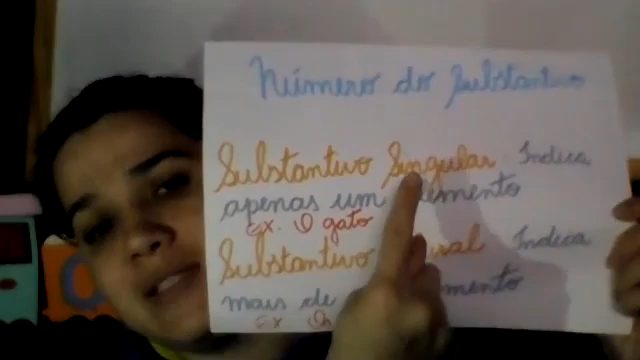 Número do Substantivo
Substantivo Singular Indica
apenas um
Ex. O gato
Substantivo Indica
mais de
Ex